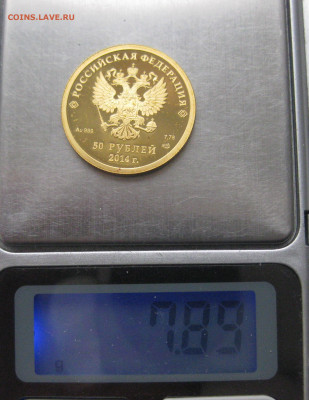 COINS.LAVE.RU
РОССИЙСКАЯ ФЕДЕРАЦИЯ
50 РУБЛЕЙ
2014 г.
7.89
g